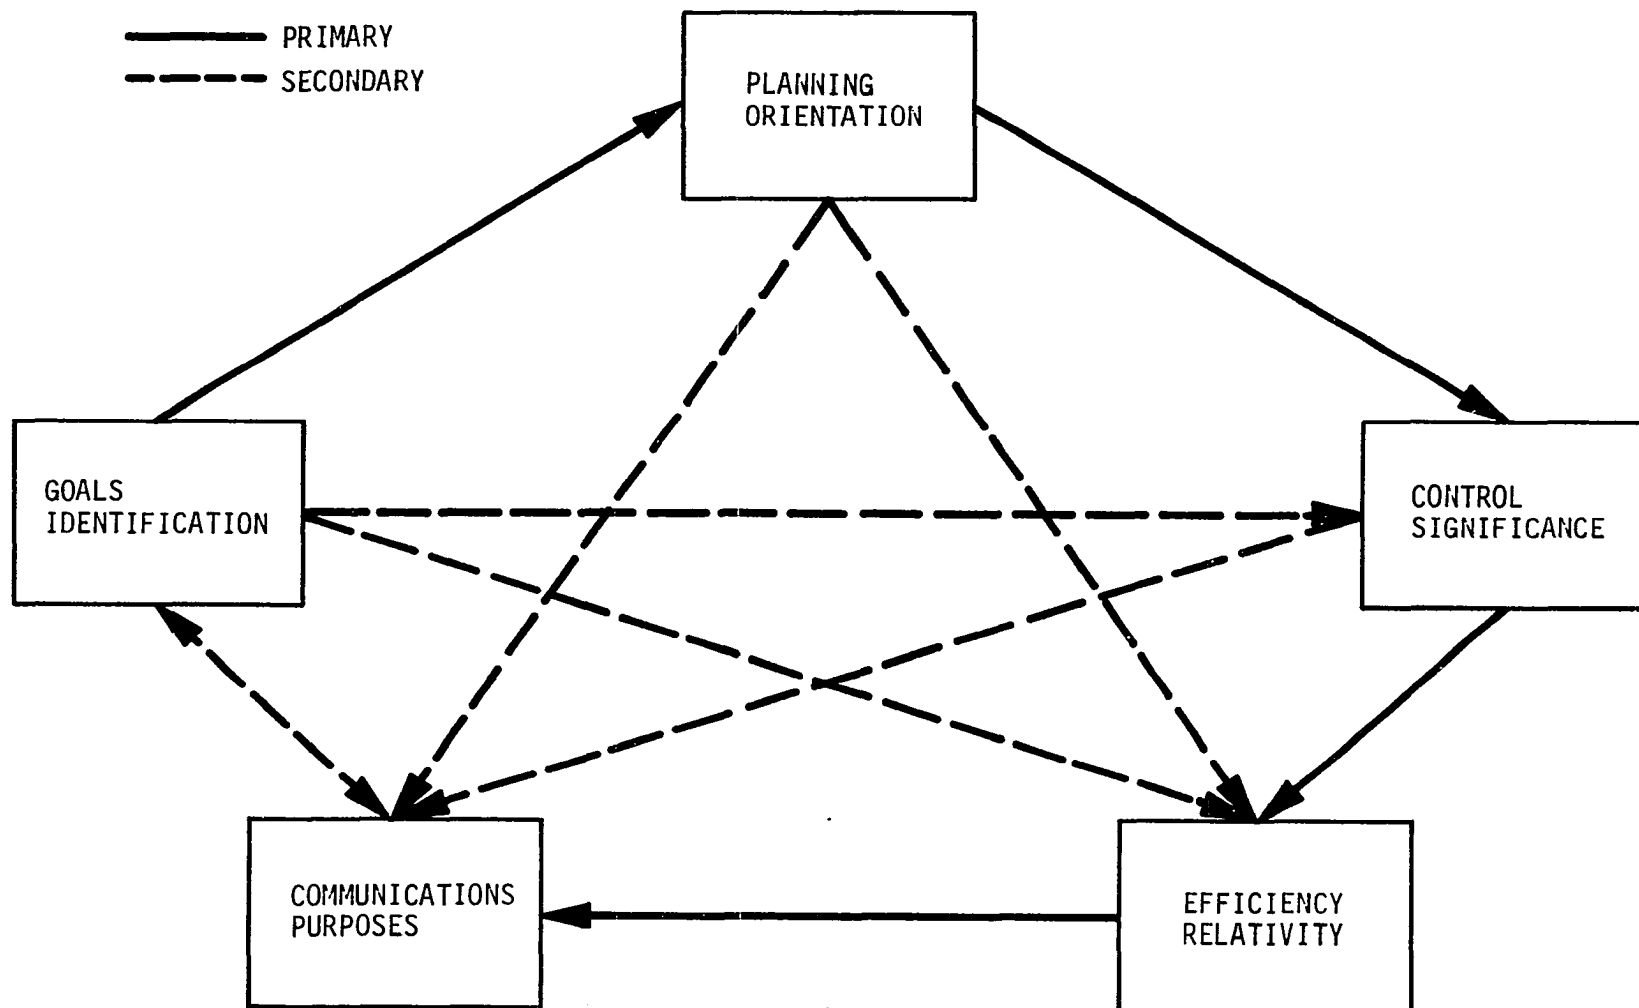 PRIMARY
SECONDARY
PLANNING
ORIENTATION
GOALS
IDENTIFICATION
CONTROL
SIGNIFICANCE
COMMUNICATIONS
PURPOSES
EFFICIENCY
RELATIVITY